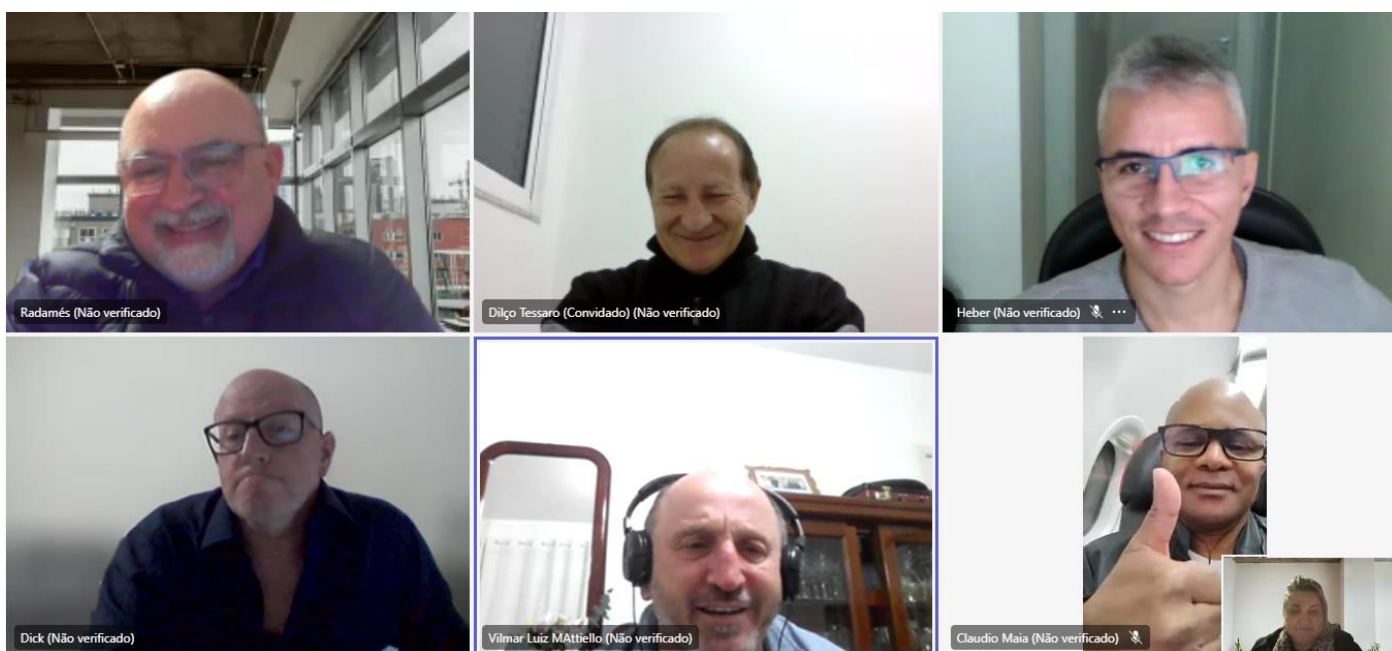 Radamés (Não verificado)
Dilço Tessaro (Convidado) (Não verificado)
Heber (Não verificado)
Dick (Não verificado)
Vilmar Luiz MAttiello (Não verificado)
Claudio Maia (Não verificado)